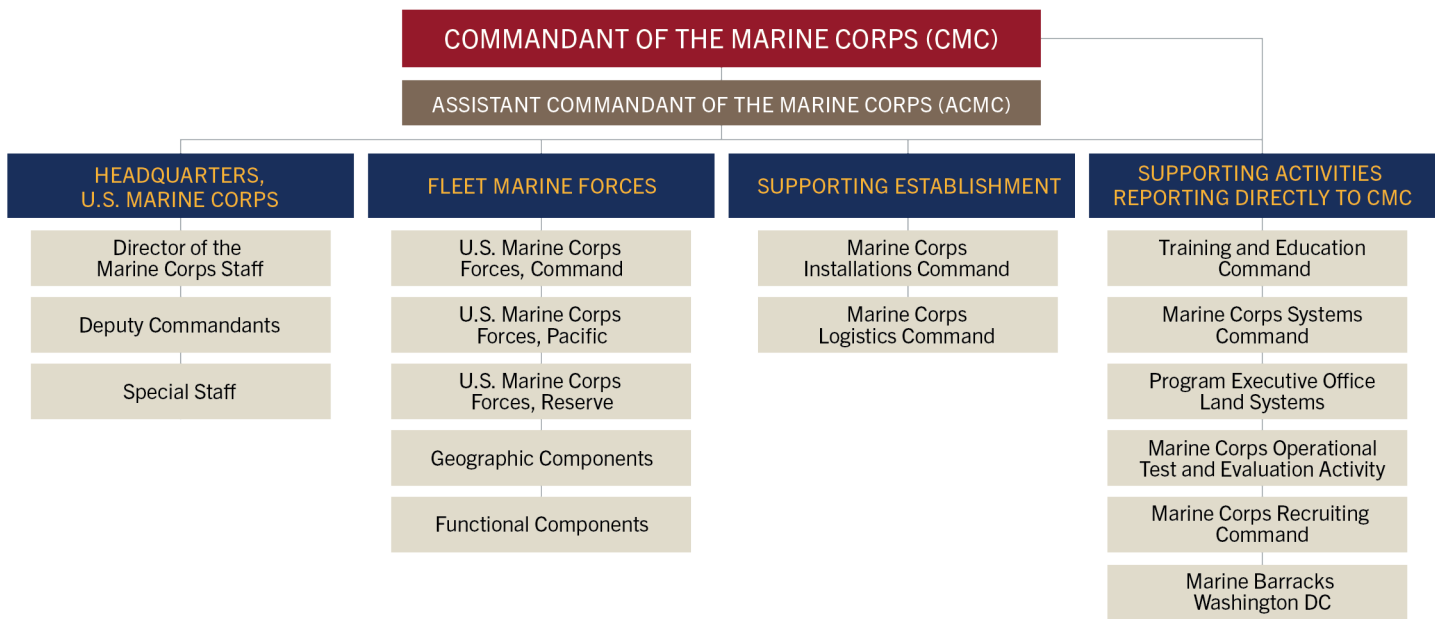 COMMANDANT OF THE MARINE CORPS (CMC)
ASSISTANT COMMANDANT OF THE MARINE CORPS (ACMC)
HEADQUARTERS,
U.S. MARINE CORPS
Director of the
Marine Corps Staff
Deputy Commandants
Special Staff
FLEET MARINE FORCES
U.S. Marine Corps
Forces, Command
U.S. Marine Corps
Forces, Pacific
U.S. Marine Corps
Forces, Reserve
Geographic Components
Functional Components
SUPPORTING ESTABLISHMENT
Marine Corps
Installations Command
Marine Corps
Logistics Command
SUPPORTING ACTIVITIES
REPORTING DIRECTLY TO CMC
Training and Education
Command
Marine Corps Systems
Command
Program Executive Office
Land Systems
Marine Corps Operational
Test and Evaluation Activity
Marine Corps Recruiting
Command
Marine Barracks
Washington DC